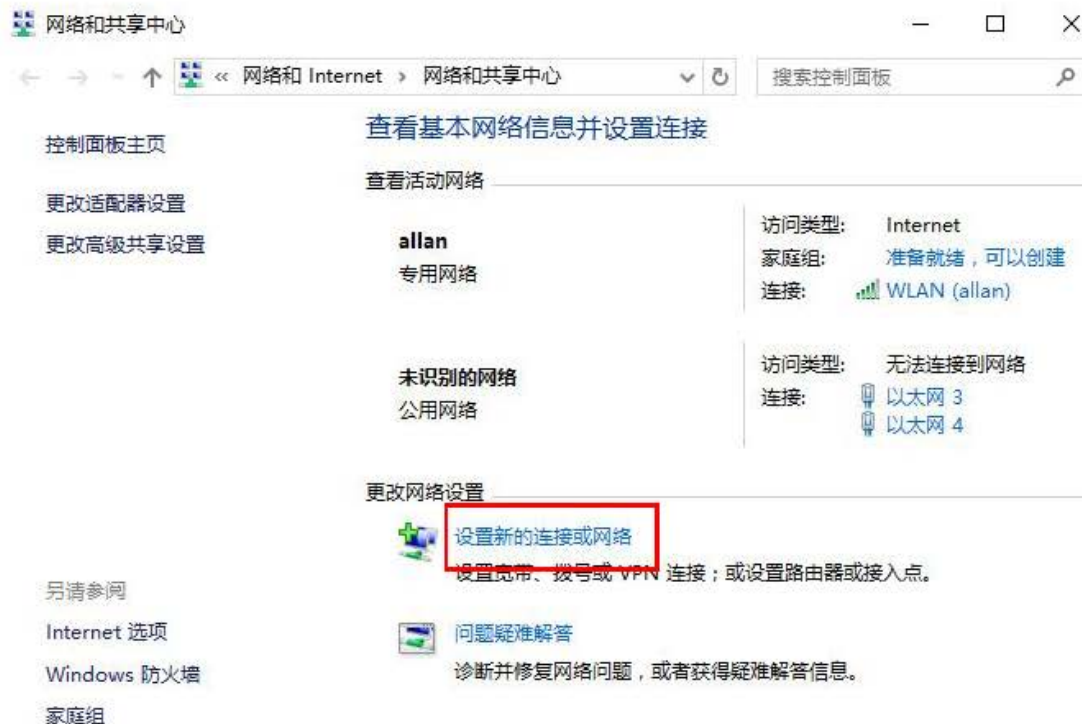 网络和共享中心
« 网络和 Internet › 网络和共享中心
搜索控制面板
控制面板主页
更改适配器设置
更改高级共享设置
查看基本网络信息并设置连接
查看活动网络
allan
专用网络
访问类型: Internet
家庭组: 准备就绪，可以创建
连接: WLAN (allan)
未识别的网络
公用网络
访问类型: 无法连接到网络
连接: 以太网 3
以太网 4
更改网络设置
设置新的连接或网络
设置宽带、拨号或 VPN 连接；或设置路由器或接入点。
问题疑难解答
诊断并修复网络问题，或者获得疑难解答信息。
另请参阅
Internet 选项
Windows 防火墙
家庭组